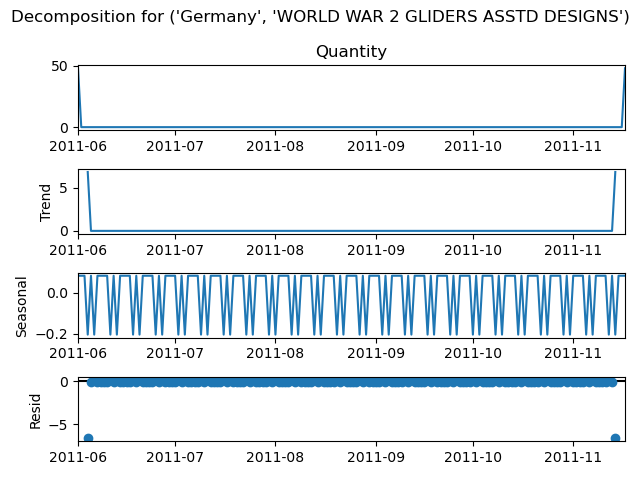 Decomposition for ('Germany', 'WORLD WAR 2 GLIDERS ASSTD DESIGNS')
Quantity
50
0
2011-06 2011-07 2011-08 2011-09 2011-10 2011-11
Trend
5
0
2011-06 2011-07 2011-08 2011-09 2011-10 2011-11
Seasonal
0.0
−0.2
2011-06 2011-07 2011-08 2011-09 2011-10 2011-11
Resid
0
−5
2011-06 2011-07 2011-08 2011-09 2011-10 2011-11